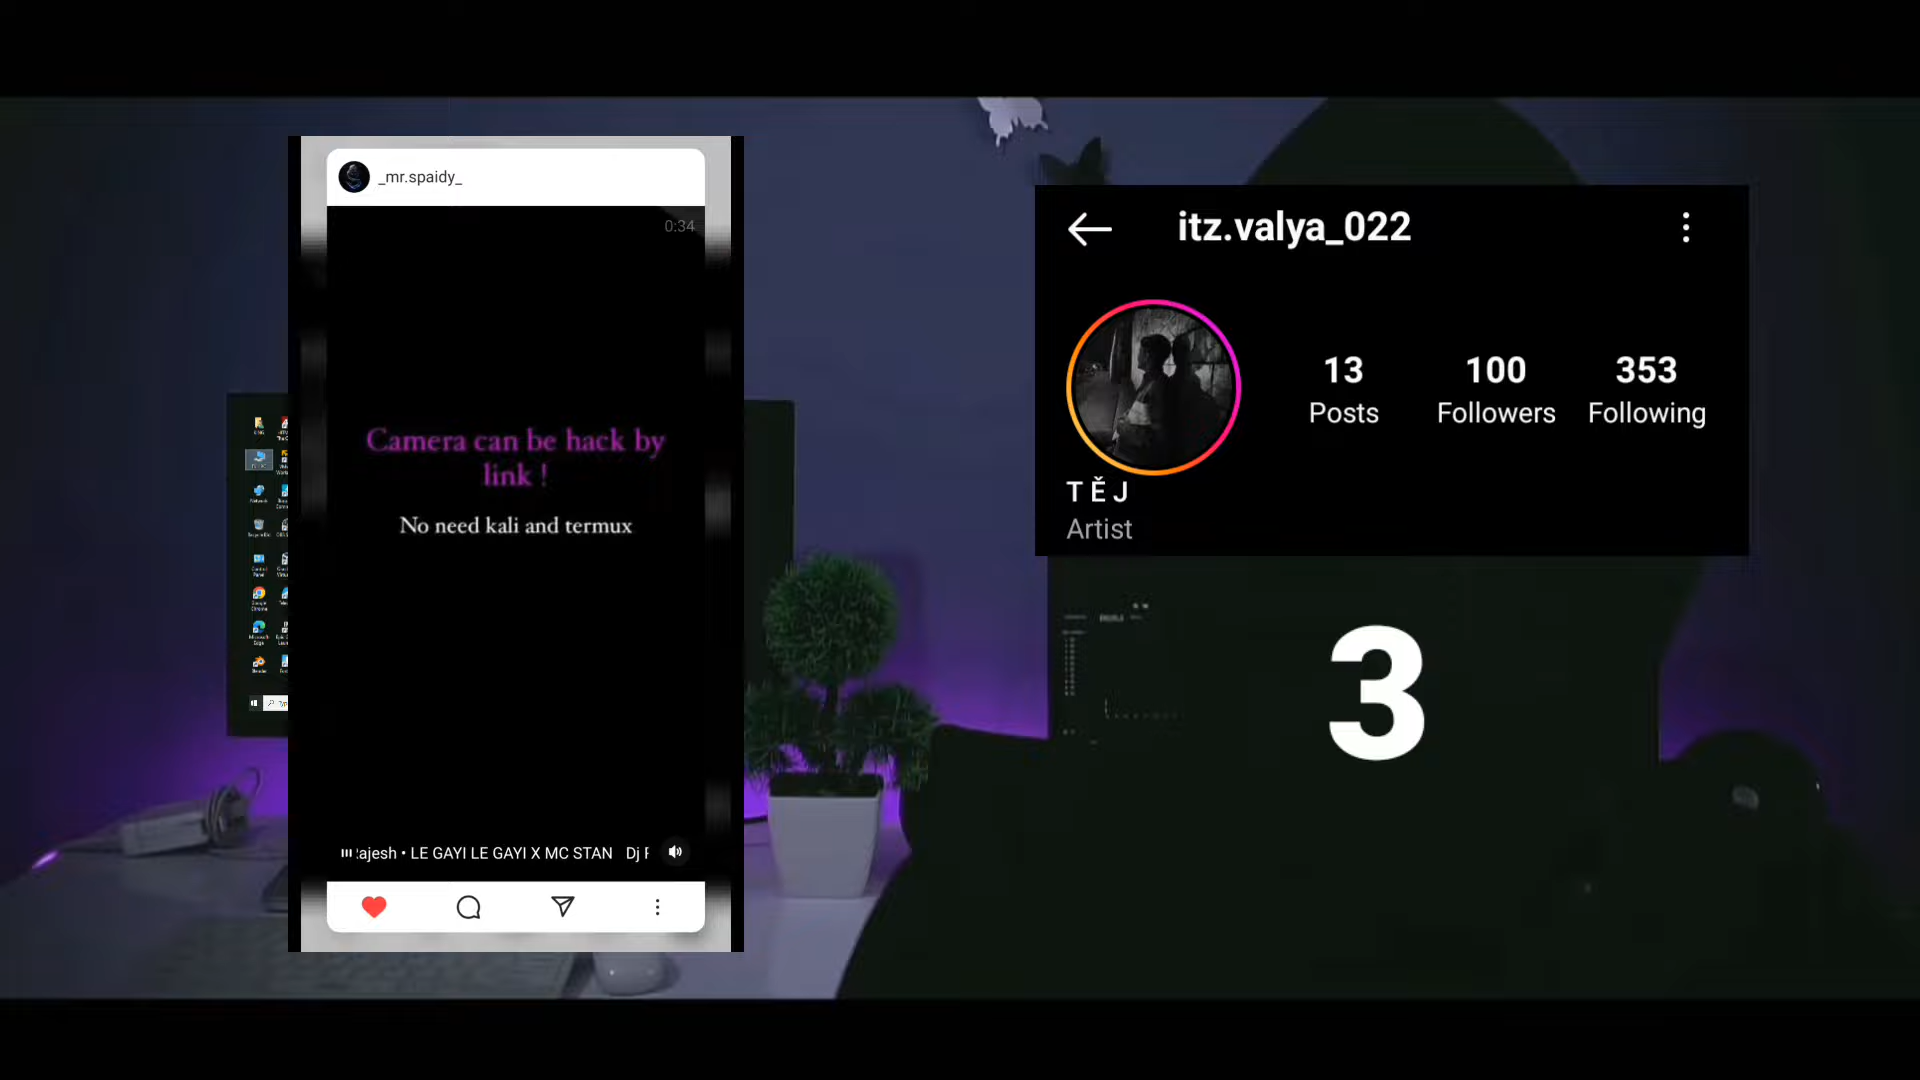 _mr.spaidy_
0:34
Camera can be hack by
link !
No need kali and termux
ajesh • LE GAYI LE GAYI X MC STAN Dj
itz.valya_022
13
Posts
100
Followers
353
Following
T Ě J
Artist
3